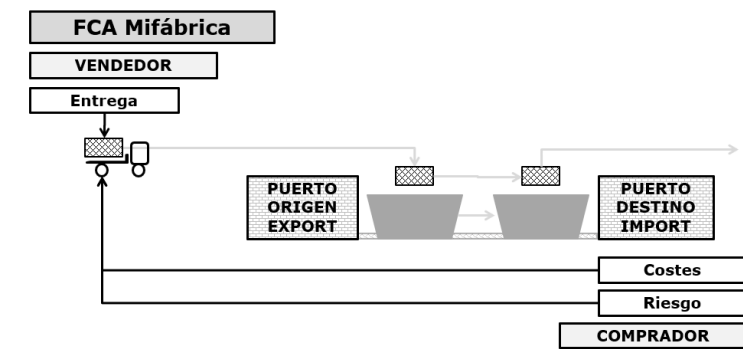 FCA Mifábrica
VENDEDOR
Entrega
PUERTO
ORIGEN
EXPORT
PUERTO
DESTINO
IMPORT
Costes
Riesgo
COMPRADOR